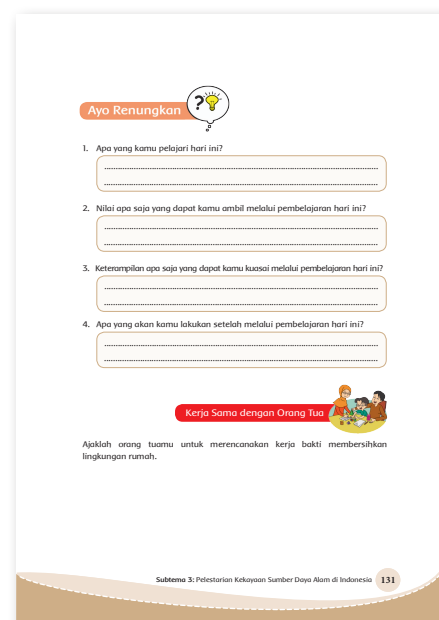 Ayo Renungkan
?
1. Apa yang kamu pelajari hari ini?
2. Nilai apa saja yang dapat kamu ambil melalui pembelajaran hari ini?
3. Keterampilan apa saja yang dapat kamu kuasai melalui pembelajaran hari ini?
4. Apa yang akan kamu lakukan setelah melalui pembelajaran hari ini?
Kerja Sama dengan Orang Tua
Ajaklah orang tuamu untuk merencanakan kerja bakti membersihkan
lingkungan rumah.
Subtema 3: Pelestarian Kekayaan Sumber Daya Alam di Indonesia 131